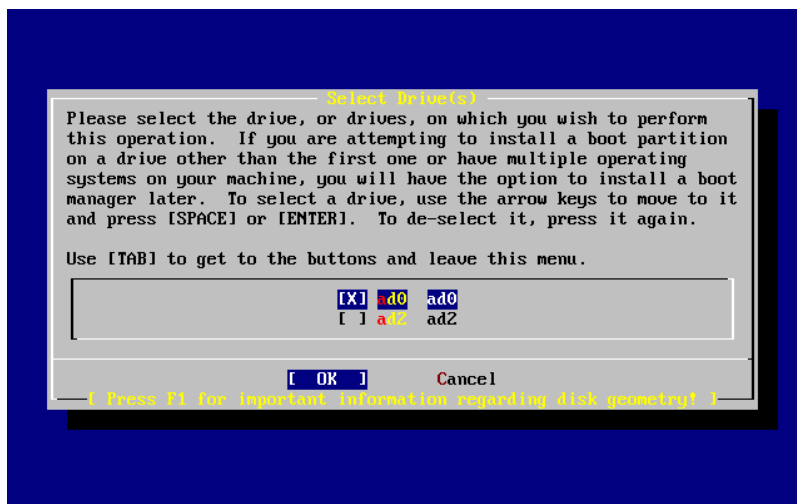 Select Drive(s)
Please select the drive, or drives, on which you wish to perform
this operation.  If you are attempting to install a boot partition
on a drive other than the first one or have multiple operating
systems on your machine, you will have the option to install a boot
manager later.  To select a drive, use the arrow keys to move to it
and press [SPACE] or [ENTER].  To de-select it, press it again.
Use [TAB] to get to the buttons and leave this menu.
[X] ad0  ad0
[ ] ad2  ad2
[  OK  ]  Cancel
[ Press F1 for important information regarding disk geometry! ]